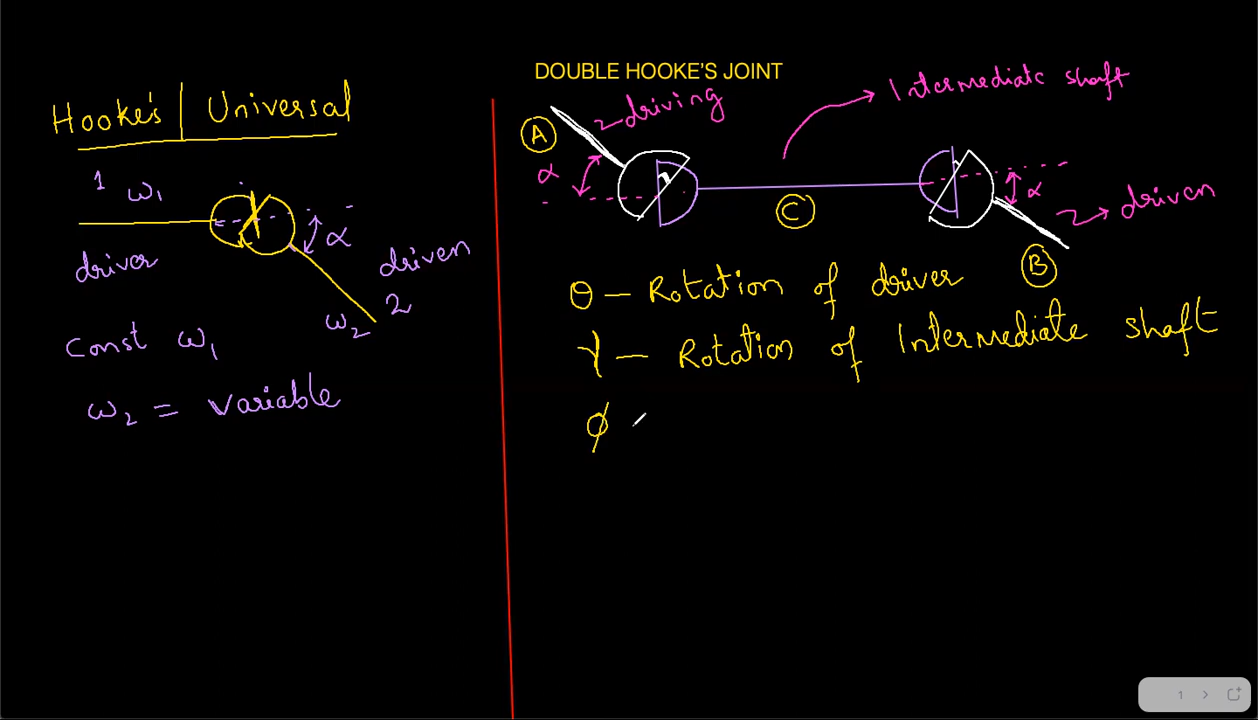 Hooke's | Universal
1 ω₁
driver
α
driven
2
ω₂
Const ω₁
ω₂ = variable
DOUBLE HOOKE'S JOINT
Intermediate shaft
driving
A
α
α
driven
C
B
θ – Rotation of driver
γ – Rotation of Intermediate shaft
φ
1